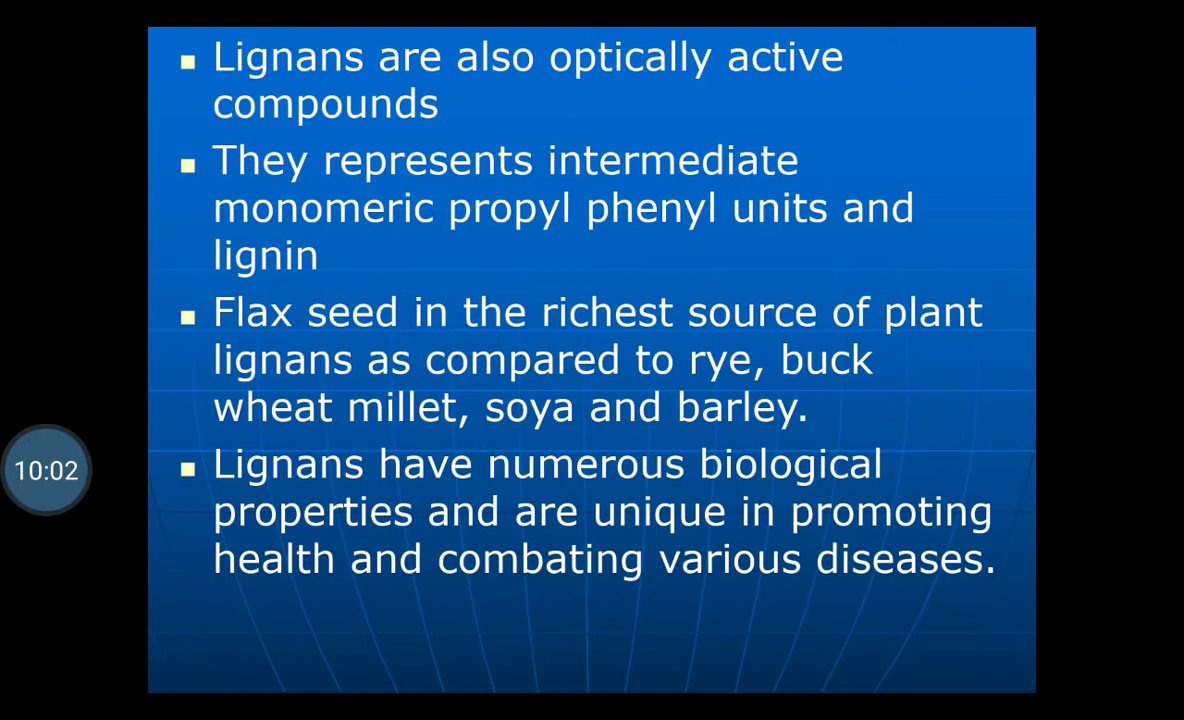 Lignans are also optically active
compounds
They represents intermediate
monomeric propyl phenyl units and
lignin
Flax seed in the richest source of plant
lignans as compared to rye, buck
wheat millet, soya and barley.
Lignans have numerous biological
properties and are unique in promoting
health and combating various diseases.
10:02